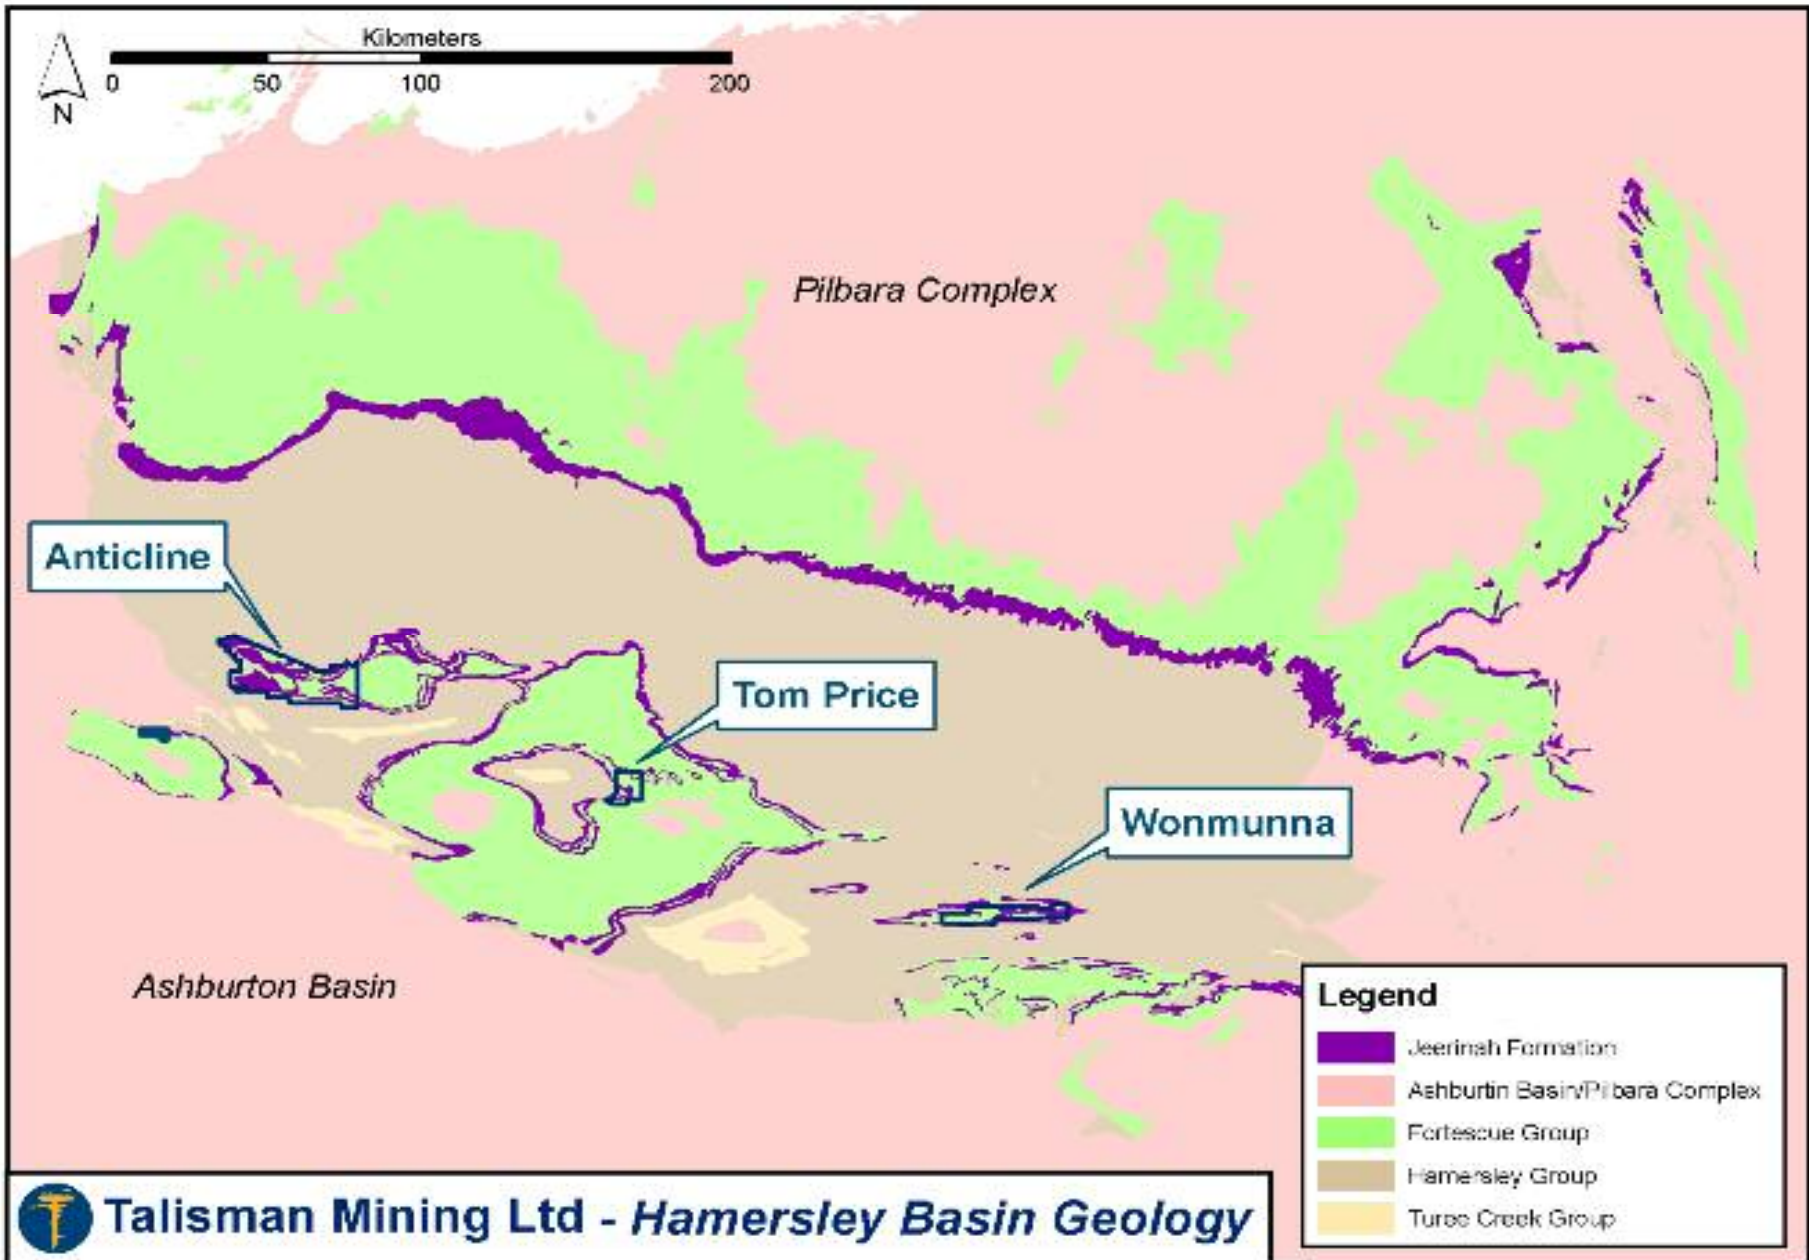 Kilometers
0 50 100 200
N
Pilbara Complex
Anticline
Tom Price
Wonmunna
Ashburton Basin
Legend
Jeerinah Formation
Ashburtin Basin/Pilbara Complex
Fortescue Group
Hamersley Group
Turee Creek Group
Talisman Mining Ltd - Hamersley Basin Geology